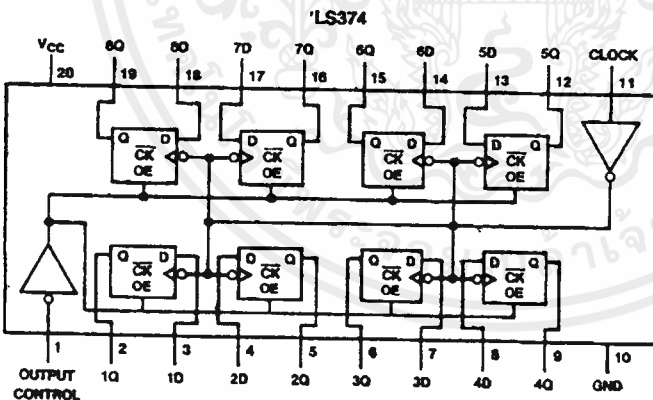 'LS374
VCC 8Q 8D 7D 7Q 6Q 6D 5D 5Q CLOCK
20 19 18 17 16 15 14 13 12 11
Q D D Q Q D D Q
CK CK CK CK
OE OE OE OE
Q D D Q Q D D Q
CK CK CK CK
OE OE OE OE
1 2 3 4 5 6 7 8 9 10
OUTPUT CONTROL 1Q 1D 2D 2Q 3Q 3D 4D 4Q GND